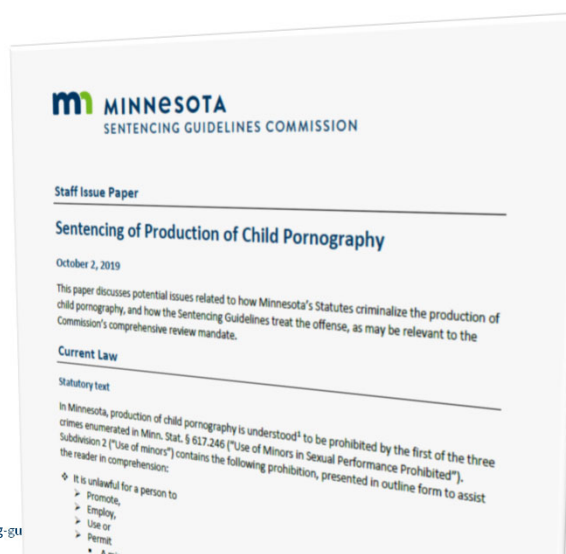 MINNESOTA
SENTENCING GUIDELINES COMMISSION
Staff Issue Paper
Sentencing of Production of Child Pornography
October 2, 2019
This paper discusses potential issues related to how Minnesota's Statutes criminalize the production of
child pornography, and how the Sentencing Guidelines treat the offense, as may be relevant to the
Commission's comprehensive review mandate.
Current Law
Statutory text
In Minnesota, production of child pornography is understood¹ to be prohibited by the first of the three
crimes enumerated in Minn. Stat. § 617.246 ("Use of Minors in Sexual Performance Prohibited").
Subdivision 2 ("Use of minors") contains the following prohibition, presented in outline form to assist
the reader in comprehension:
❖ It is unlawful for a person to
➢ Promote,
➢ Employ,
➢ Use or
➢ Permit
g-gu